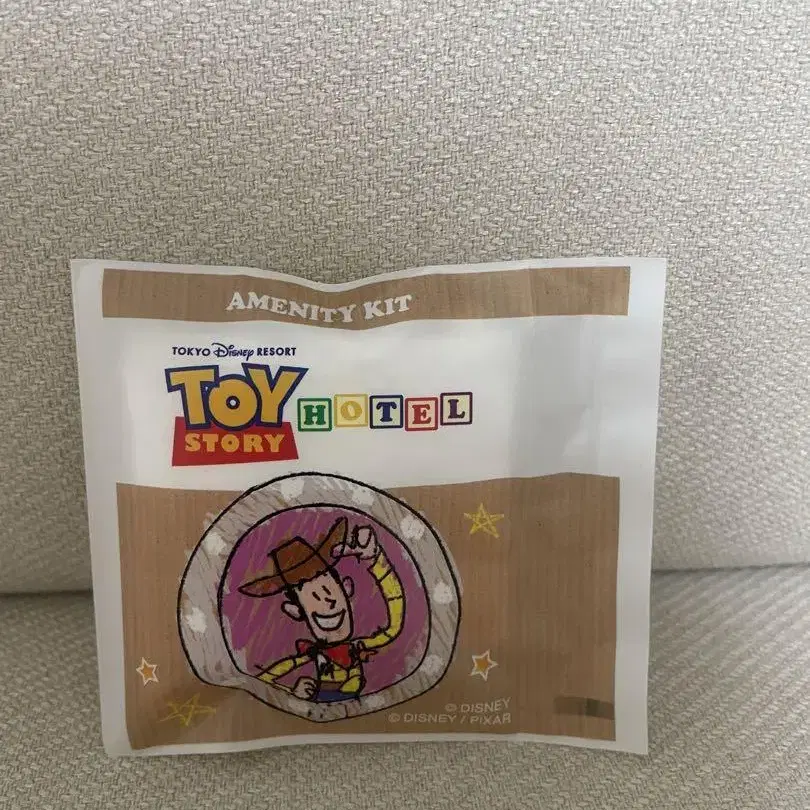 AMENITY KIT
TOKYO Disney RESORT
TOY
STORY
HOTEL
© DISNEY
© DISNEY / PIXAR